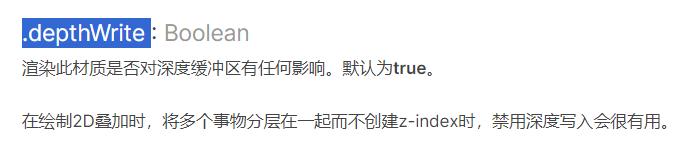 .depthWrite : Boolean
渲染此材质是否对深度缓冲区有任何影响。默认为true。
在绘制2D叠加时，将多个事物分层在一起而不创建z-index时，禁用深度写入会很有用。